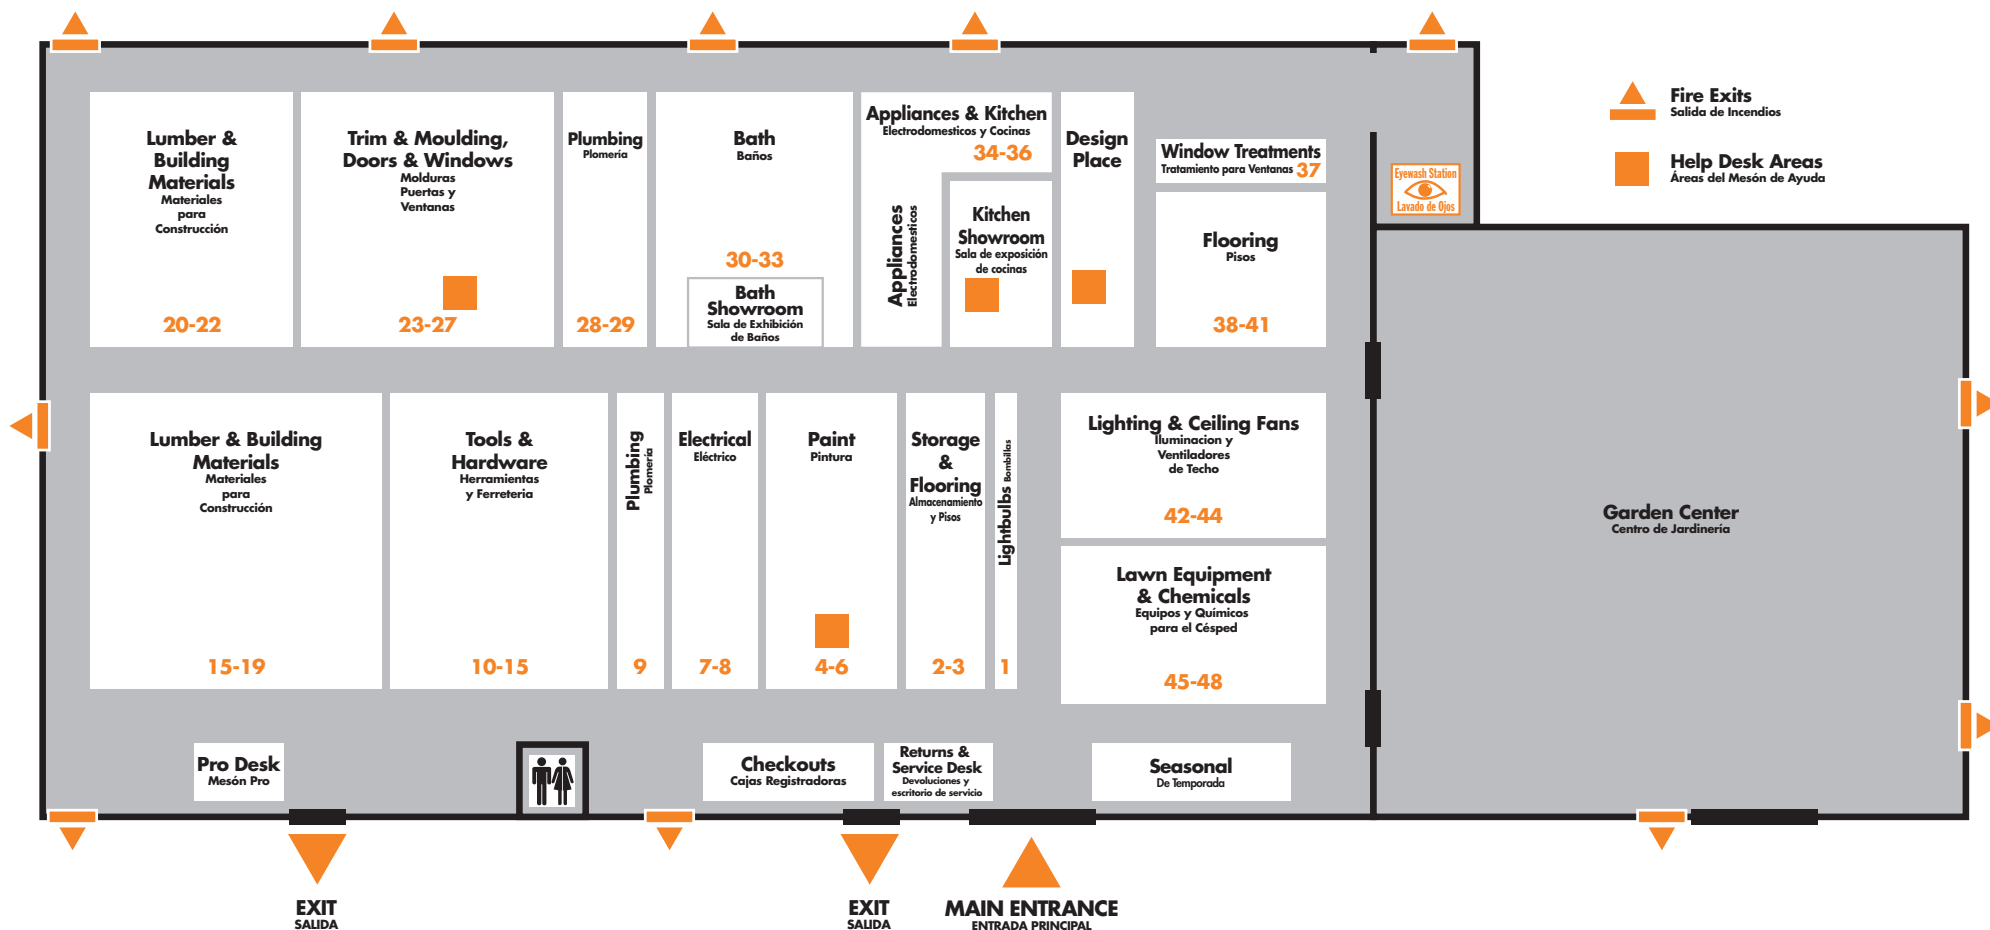 Fire Exits
Salida de Incendios
Help Desk Areas
Áreas del Mesón de Ayuda
Lumber &
Building
Materials
Materiales
para
Construcción
20-22
Trim & Moulding,
Doors & Windows
Molduras
Puertas y
Ventanas
23-27
Plumbing
Plomería
28-29
Bath
Baños
30-33
Bath
Showroom
Sala de Exhibición
de Baños
Appliances & Kitchen
Electrodomesticos y Cocinas
34-36
Appliances
Electrodomesticos
Kitchen
Showroom
Sala de exposición
de cocinas
Design
Place
Window Treatments
Tratamiento para Ventanas 37
Flooring
Pisos
38-41
Eyewash Station
Lavado de Ojos
Lumber & Building
Materials
Materiales
para
Construcción
15-19
Tools &
Hardware
Herramientas
y Ferreteria
10-15
Plumbing
Plomería
9
Electrical
Eléctrico
7-8
Paint
Pintura
4-6
Storage
&
Flooring
Almacenamiento
y Pisos
2-3
Lightbulbs Bombillas
1
Lighting & Ceiling Fans
Iluminacion y
Ventiladores
de Techo
42-44
Lawn Equipment
& Chemicals
Equipos y Químicos
para el Césped
45-48
Garden Center
Centro de Jardinería
Pro Desk
Mesón Pro
Checkouts
Cajas Registradoras
Returns &
Service Desk
Devoluciones y
escritorio de servicio
Seasonal
De Temporada
EXIT
SALIDA
EXIT
SALIDA
MAIN ENTRANCE
ENTRADA PRINCIPAL